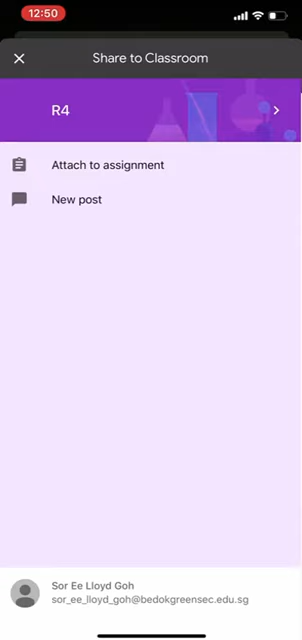 12:50
Share to Classroom
R4
Attach to assignment
New post
Sor Ee Lloyd Goh
sor_ee_lloyd_goh@bedokgreensec.edu.sg